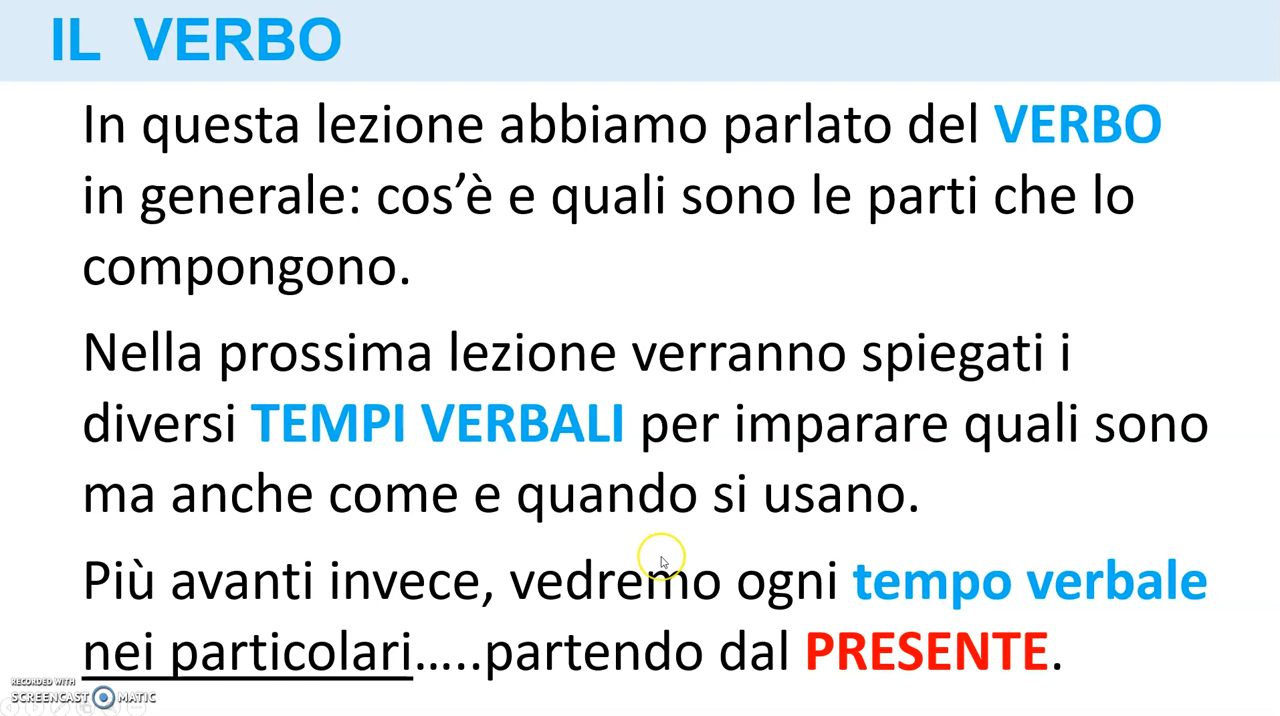 IL VERBO
In questa lezione abbiamo parlato del VERBO
in generale: cos’è e quali sono le parti che lo
compongono.
Nella prossima lezione verranno spiegati i
diversi TEMPI VERBALI per imparare quali sono
ma anche come e quando si usano.
Più avanti invece, vedremo ogni tempo verbale
nei particolari…..partendo dal PRESENTE.
RECORDED WITH
SCREENCAST MATIC